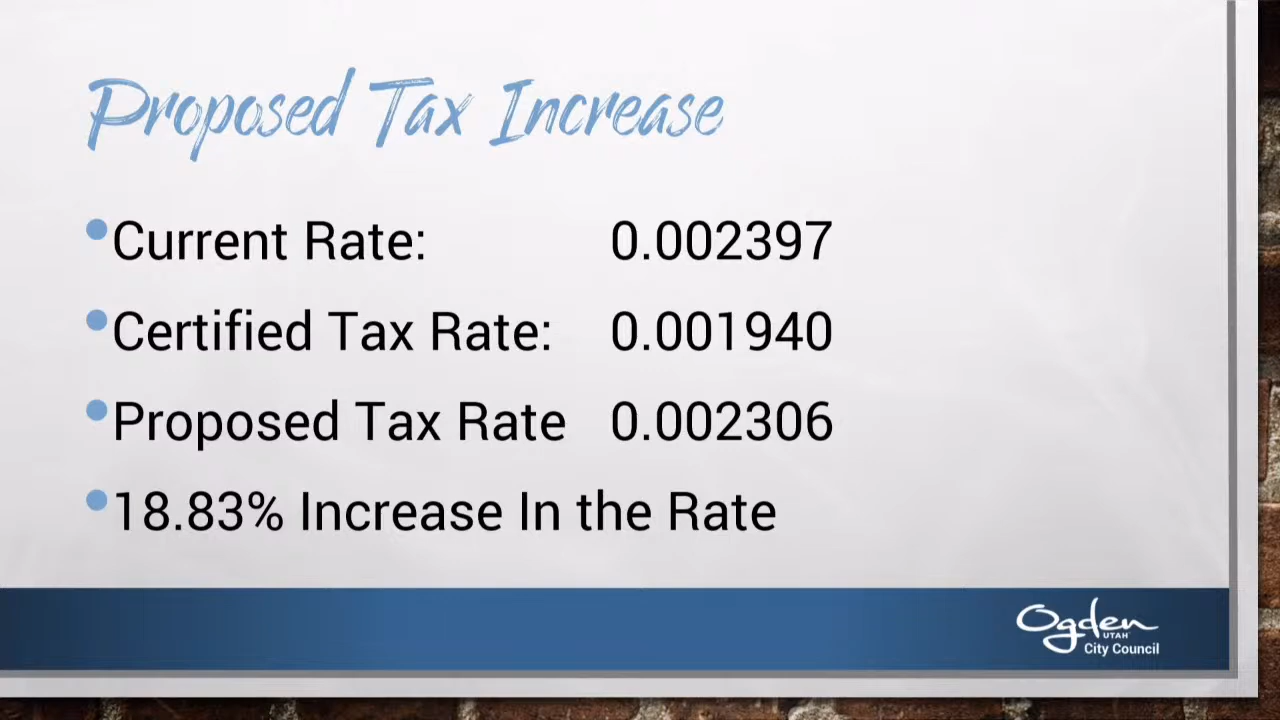 Proposed Tax Increase
•Current Rate: 0.002397
•Certified Tax Rate: 0.001940
•Proposed Tax Rate 0.002306
•18.83% Increase In the Rate
Ogden
UTAH
City Council